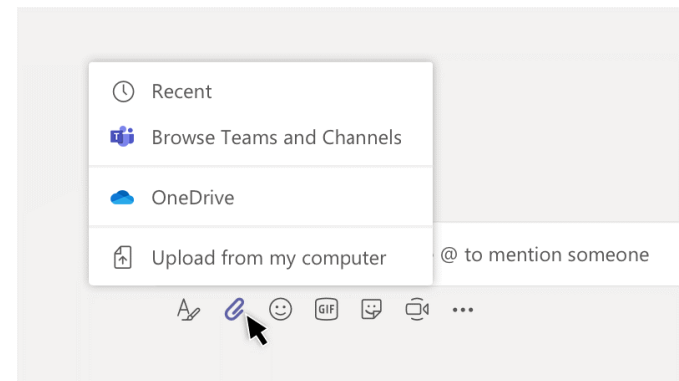 Recent
Browse Teams and Channels
OneDrive
Upload from my computer
@ to mention someone
GIF